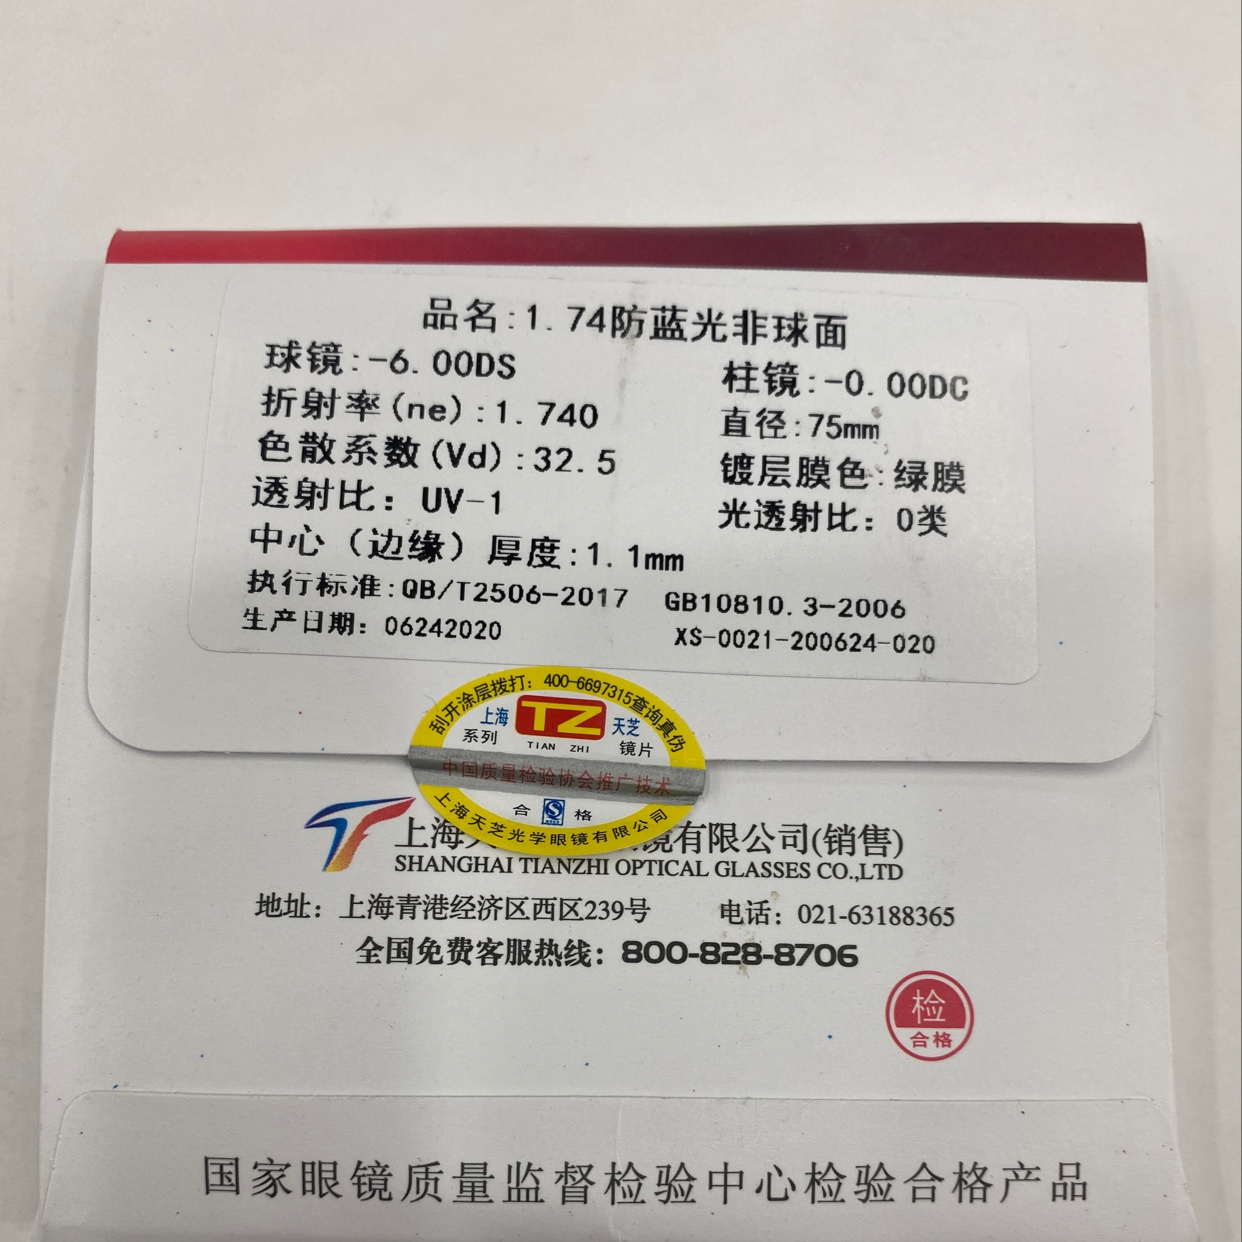 品名:1.74防蓝光非球面
球镜:-6.00DS
柱镜:-0.00DC
折射率(ne):1.740
直径:75mm
色散系数(Vd):32.5
镀层膜色:绿膜
透射比：UV-1
光透射比：0类
中心（边缘）厚度:1.1mm
执行标准:QB/T2506-2017 GB10810.3-2006
生产日期：06242020
XS-0021-200624-020
刮开涂层拨打：400-6697315查询真伪
上海 TZ 天芝
系列 TIAN ZHI 镜片
中国质量检验协会推广技术
合 格
上海天芝光学眼镜有限公司
上海天 镜有限公司(销售)
SHANGHAI TIANZHI OPTICAL GLASSES CO.,LTD
地址：上海青港经济区西区239号 电话：021-63188365
全国免费客服热线：800-828-8706
检
合格
国家眼镜质量监督检验中心检验合格产品